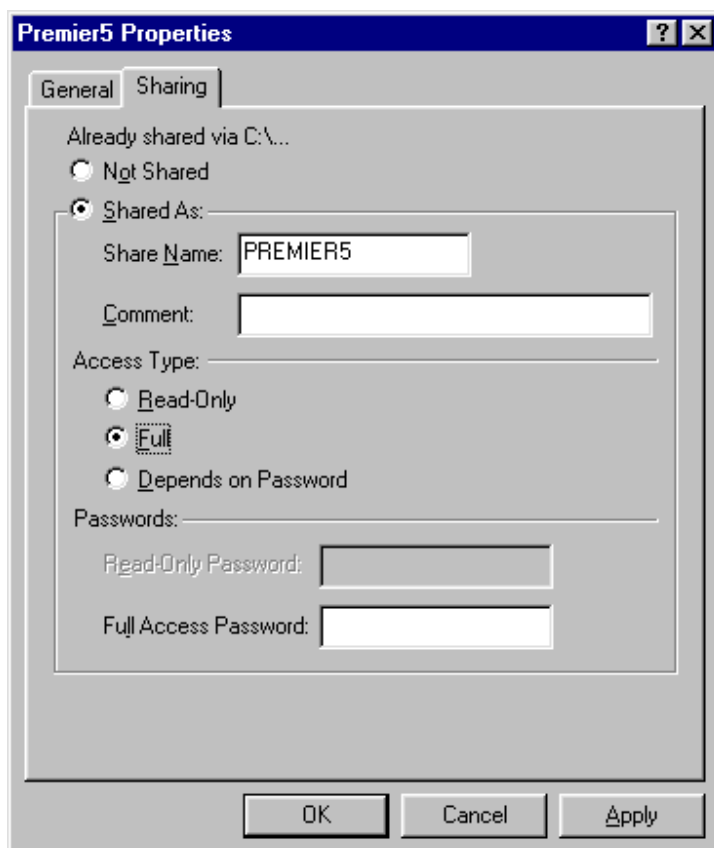 Premier5 Properties
General Sharing
Already shared via C:\...
Not Shared
Shared As:
Share Name: PREMIER5
Comment:
Access Type:
Read-Only
Full
Depends on Password
Passwords:
Read-Only Password:
Full Access Password:
OK Cancel Apply